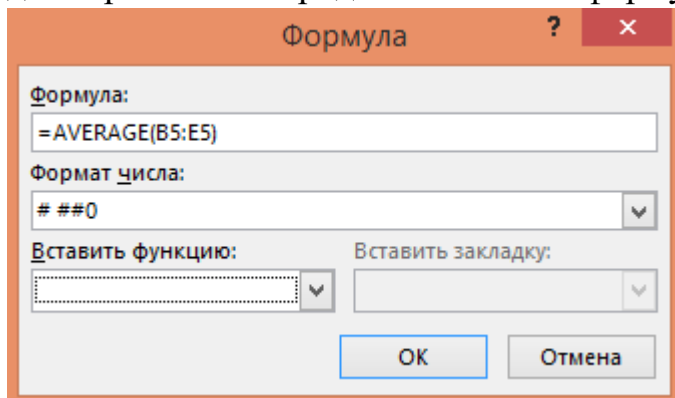 Формула ? ×
Формула:
=AVERAGE(B5:E5)
Формат числа:
# ##0
Вставить функцию: Вставить закладку:
ОК Отмена